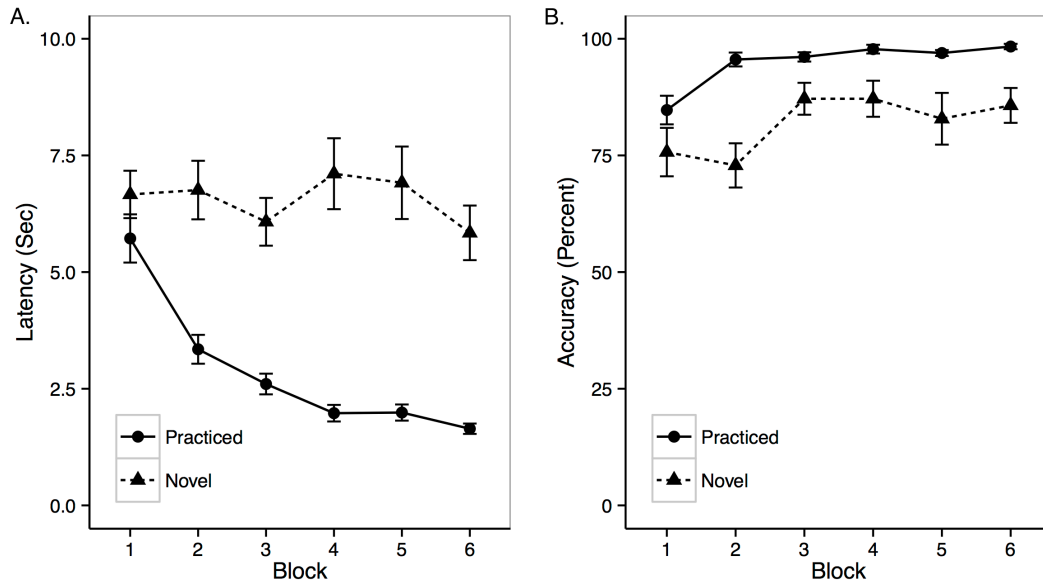 A.
Latency (Sec)
10.0
7.5
5.0
2.5
0.0
Practiced
Novel
1 2 3 4 5 6
Block
B.
Accuracy (Percent)
100
75
50
25
0
Practiced
Novel
1 2 3 4 5 6
Block